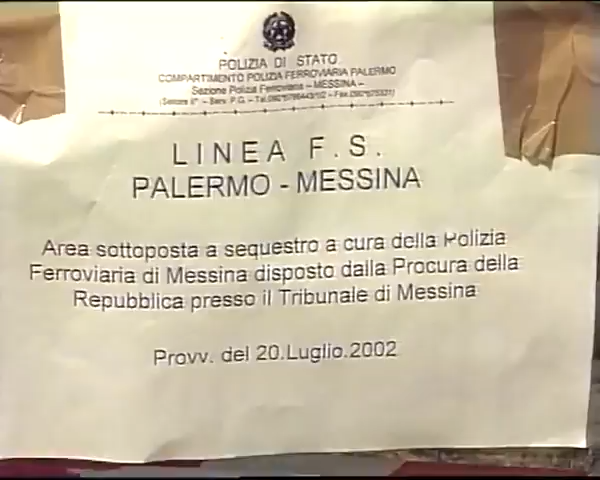 POLIZIA DI STATO
COMPARTIMENTO POLIZIA FERROVIARIA PALERMO
Sezione Polizia Ferroviaria – MESSINA –
LINEA F.S.
PALERMO - MESSINA
Area sottoposta a sequestro a cura della Polizia
Ferroviaria di Messina disposto dalla Procura della
Repubblica presso il Tribunale di Messina
Provv. del 20.Luglio.2002